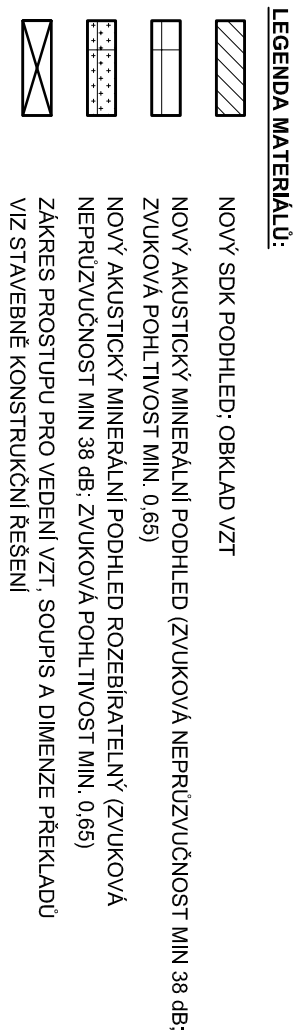 LEGENDA MATERIÁLŮ:
NOVÝ SDK PODHLED; OBKLAD VZT
NOVÝ AKUSTICKÝ MINERÁLNÍ PODHLED (ZVUKOVÁ NEPRŮZVUČNOST MIN 38 dB;
ZVUKOVÁ POHLTIVOST MIN. 0,65)
NOVÝ AKUSTICKÝ MINERÁLNÍ PODHLED ROZEBÍRATELNÝ (ZVUKOVÁ
NEPRŮZVUČNOST MIN 38 dB; ZVUKOVÁ POHLTIVOST MIN. 0,65)
ZÁKRES PROSTUPU PRO VEDENÍ VZT, SOUPIS A DIMENZE PŘEKLADŮ
VIZ STAVEBNĚ KONSTRUKČNÍ ŘEŠENÍ